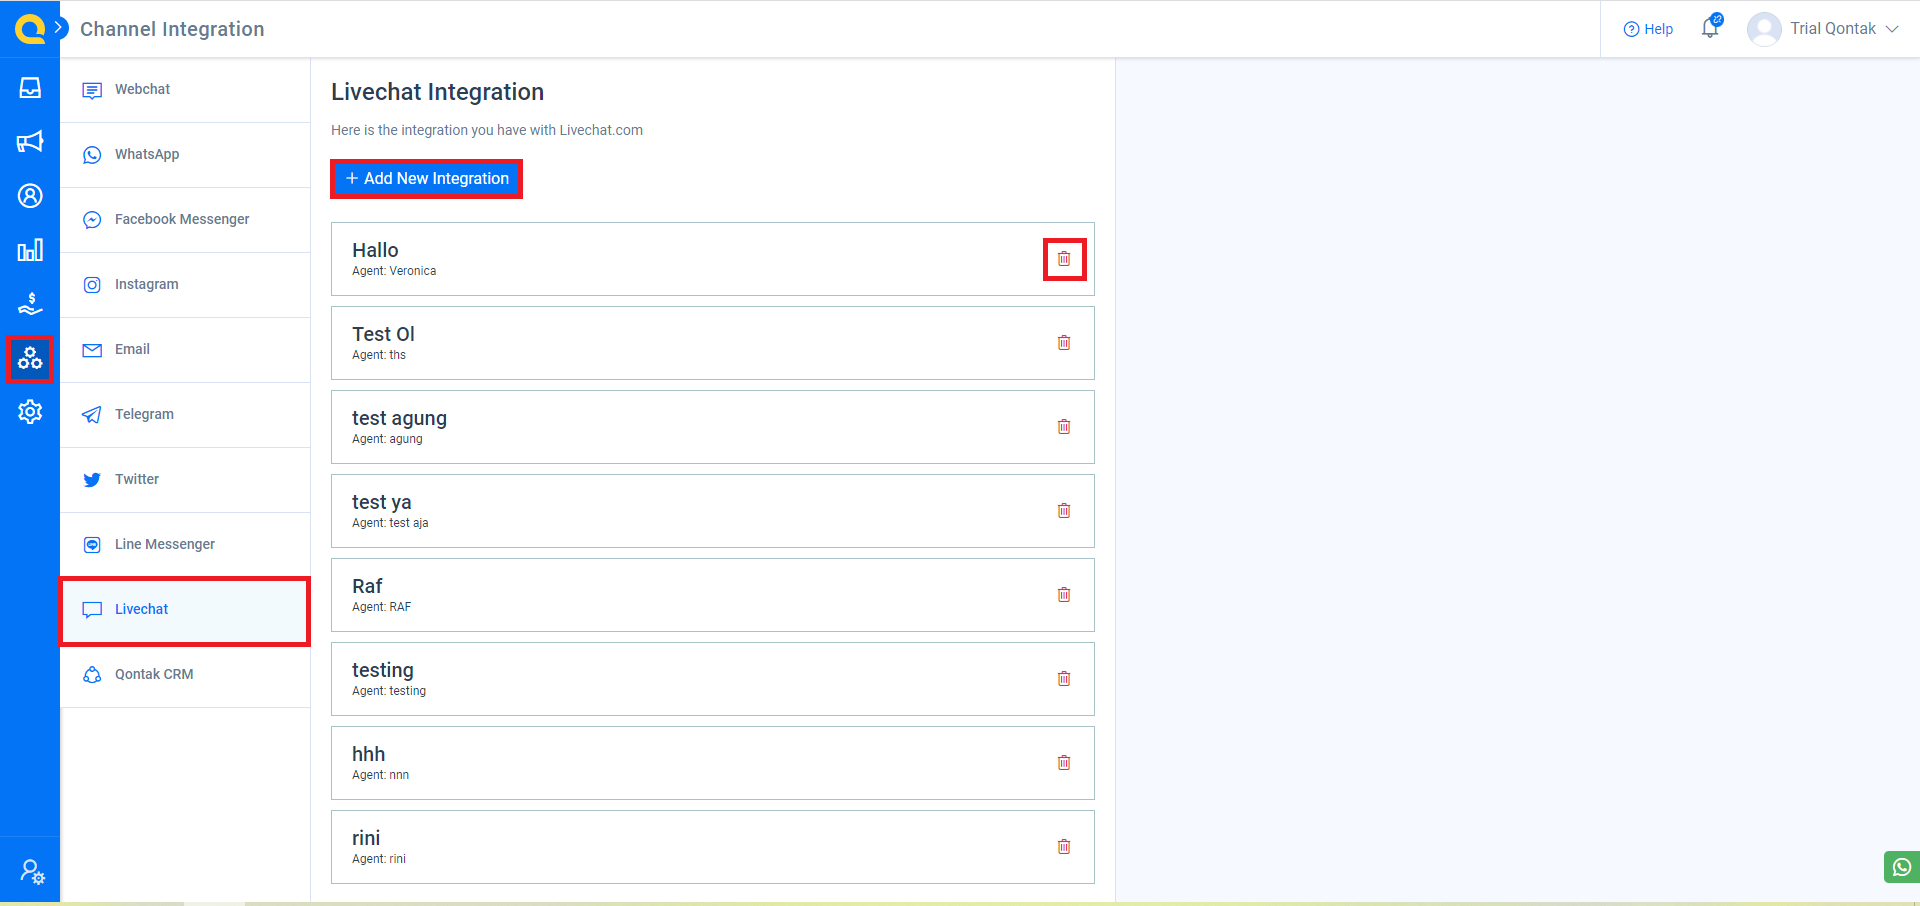 Channel Integration
Help
Trial Qontak
Webchat
WhatsApp
Facebook Messenger
Instagram
Email
Telegram
Twitter
Line Messenger
Livechat
Qontak CRM
Livechat Integration
Here is the integration you have with Livechat.com
+ Add New Integration
Hallo
Agent: Veronica
Test Ol
Agent: ths
test agung
Agent: agung
test ya
Agent: test aja
Raf
Agent: RAF
testing
Agent: testing
hhh
Agent: nnn
rini
Agent: rini